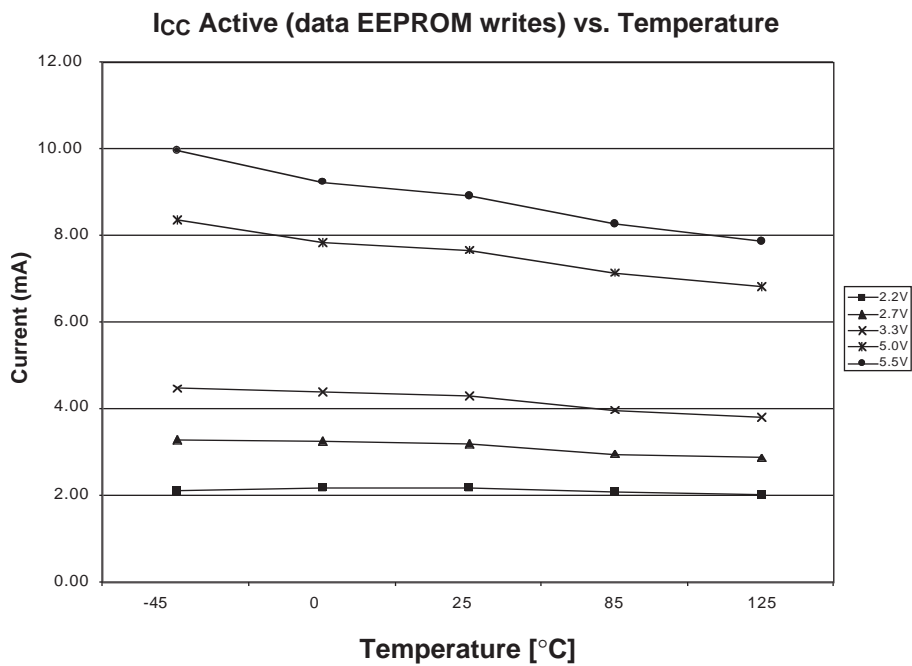 ICC Active (data EEPROM writes) vs. Temperature
12.00
10.00
8.00
6.00
4.00
2.00
0.00
Current (mA)
-45 0 25 85 125
Temperature [°C]
2.2V
2.7V
3.3V
5.0V
5.5V